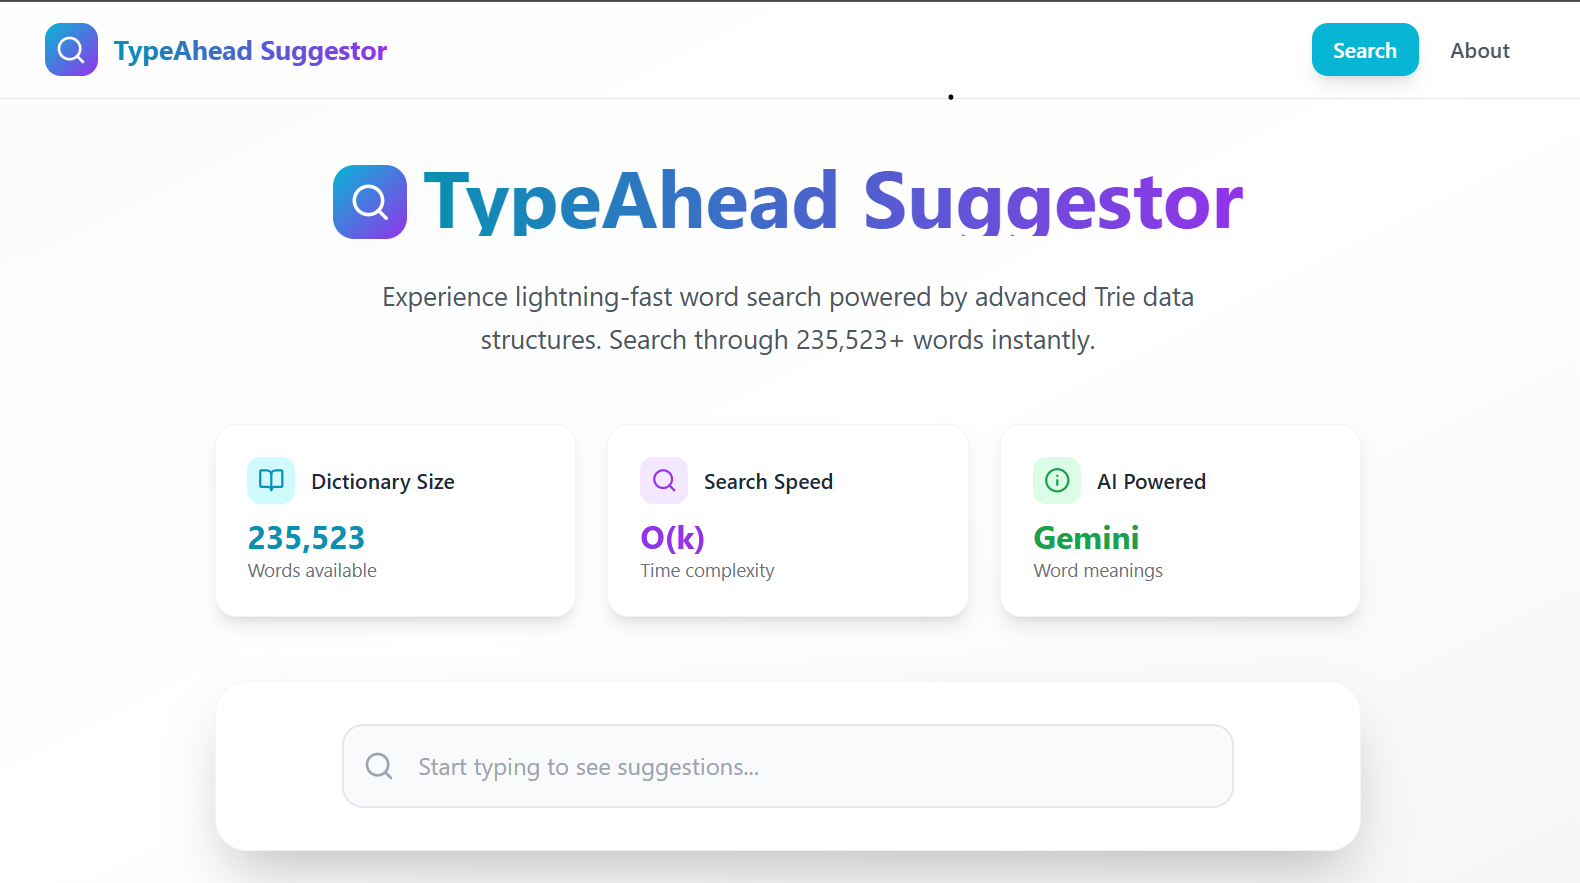 TypeAhead Suggestor
Search
About
TypeAhead Suggestor
Experience lightning-fast word search powered by advanced Trie data
structures. Search through 235,523+ words instantly.
Dictionary Size
235,523
Words available
Search Speed
O(k)
Time complexity
AI Powered
Gemini
Word meanings
Start typing to see suggestions...